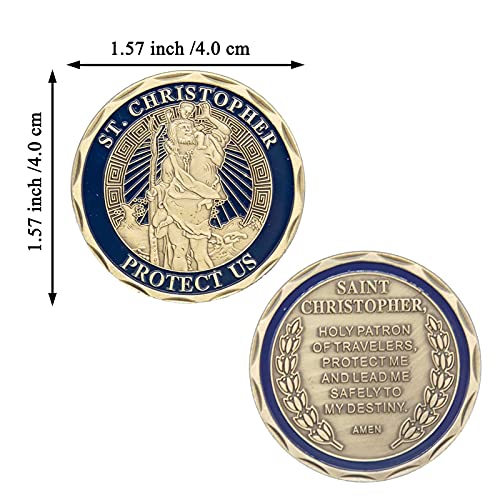 1.57 inch /4.0 cm
1.57 inch /4.0 cm
ST. CHRISTOPHER
PROTECT US
SAINT
CHRISTOPHER,
HOLY PATRON
OF TRAVELERS,
PROTECT ME
AND LEAD ME
SAFELY TO
MY DESTINY.
AMEN